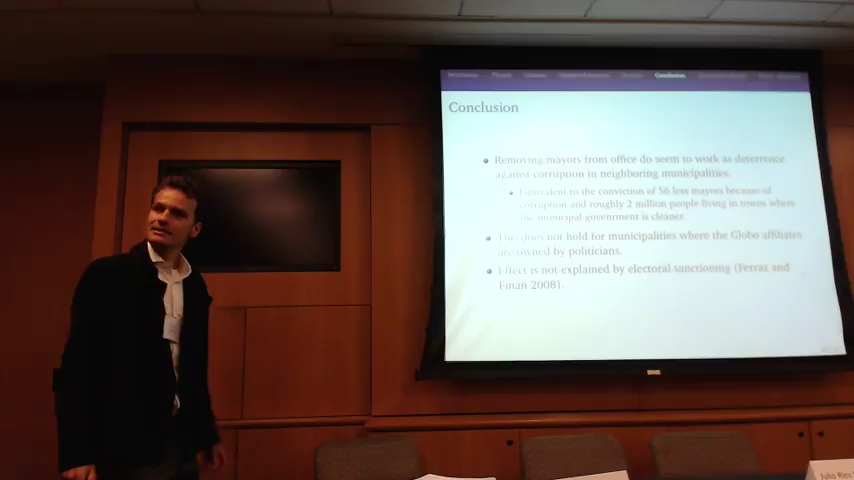 Conclusion
Conclusion
Removing mayors from office do seem to work as deterrence
against corruption in neighboring municipalities.
Equivalent to the conviction of 56 less mayors because of
corruption and roughly 2 million people living in towns where
the municipal government is cleaner.
This does not hold for municipalities where the Globo affiliates
are owned by politicians.
Effect is not explained by electoral sanctioning (Ferraz and
Finan 2008).
Julio Rios